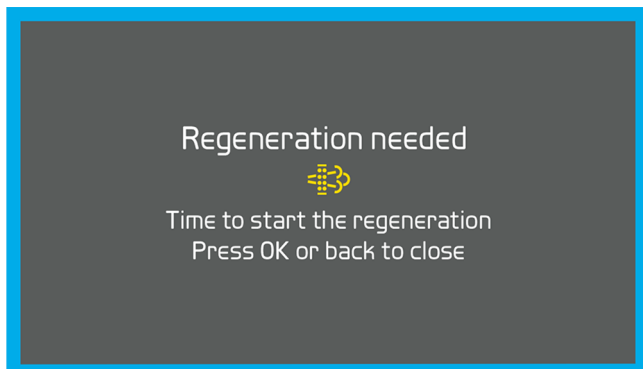 Regeneration needed
Time to start the regeneration
Press OK or back to close